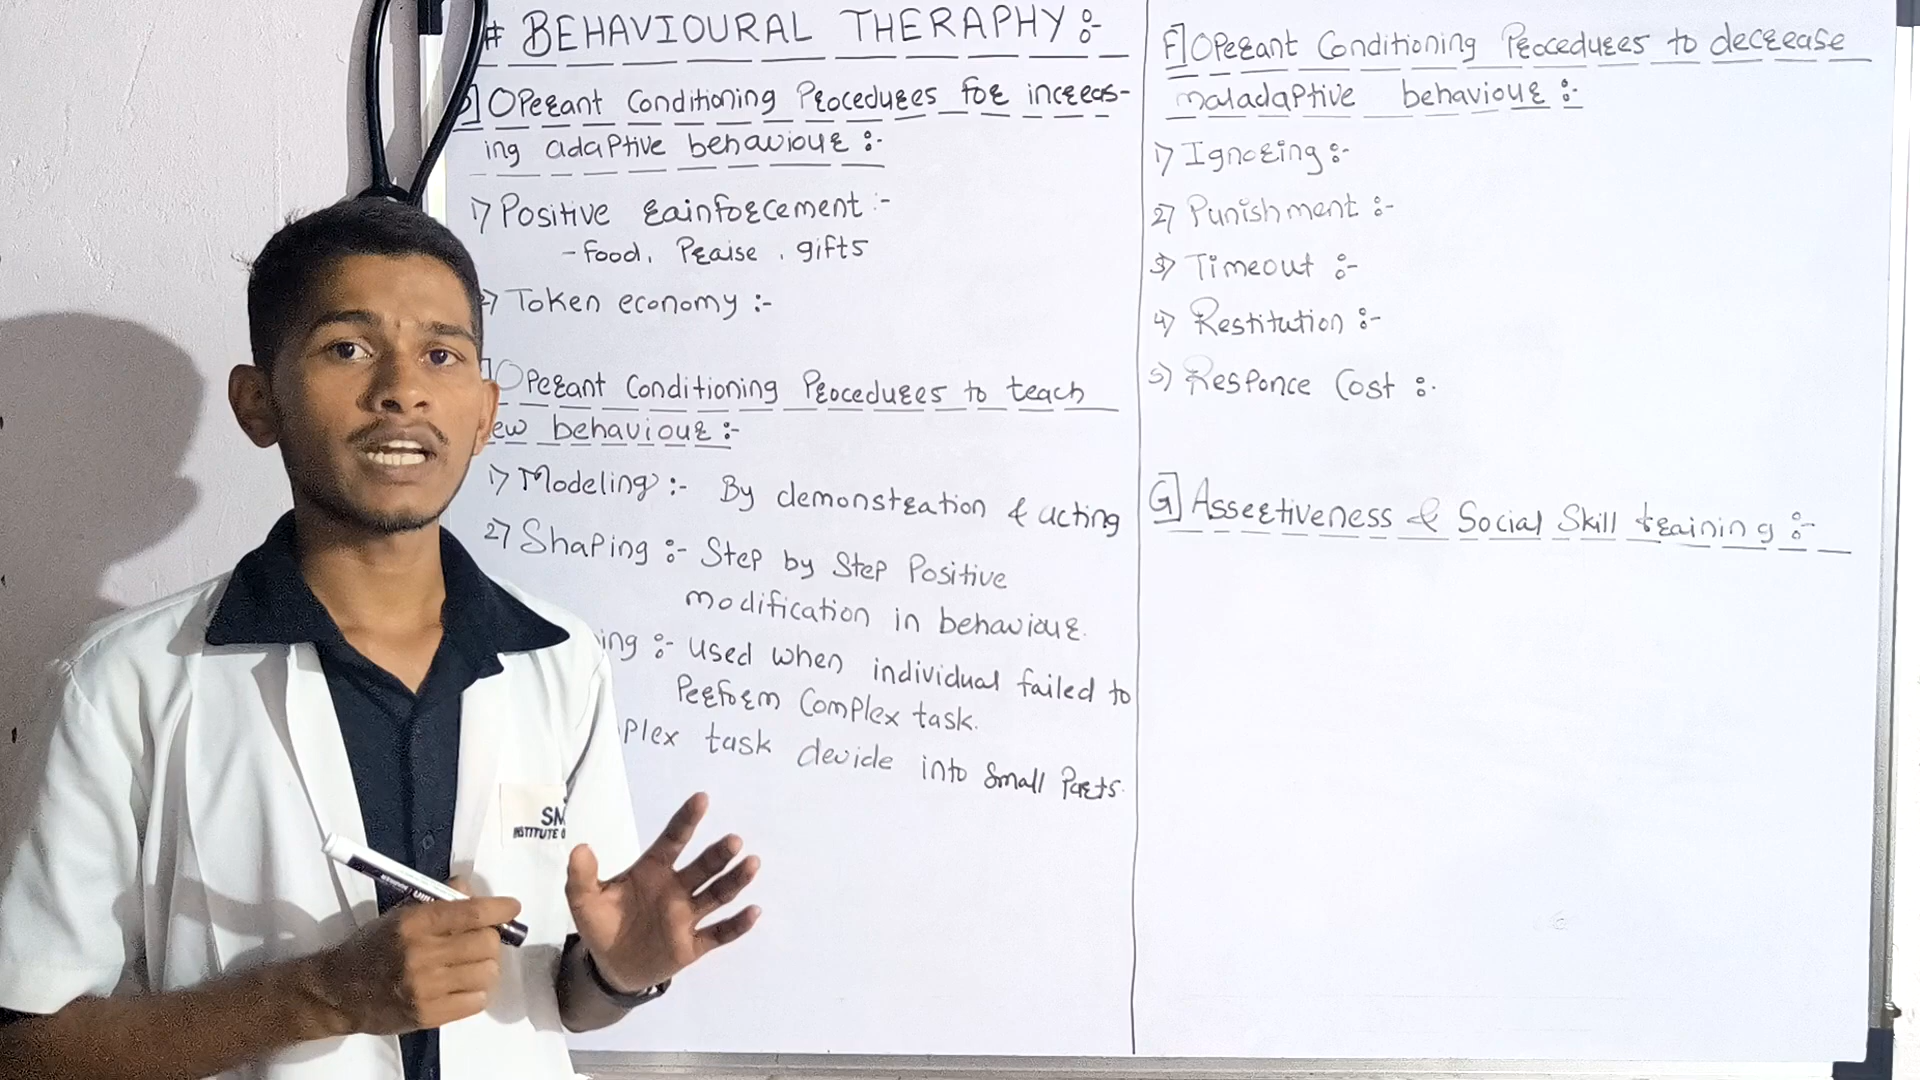 # BEHAVIOURAL THERAPHY :-
] Operant Conditioning Procedures for increas-
ing adaptive behaviour :-
1) Positive rainforcement :-
- food, Praise, gifts
2) Token economy :-
] Operant Conditioning Procedures to teach
ew behaviour :-
1) Modeling :- By demonstration & acting
2) Shaping :- Step by Step Positive
modification in behaviour.
ing :- used when individual failed to
Perform Complex task.
plex task devide into Small Parts.
F] Operant Conditioning Procedures to decrease
maladaptive behaviour :-
1) Ignoring :-
2) Punishment :-
3) Timeout :-
4) Restitution :-
5) Responce Cost :-
G] Assertiveness & Social Skill training :-
SM
INSTITUTE O